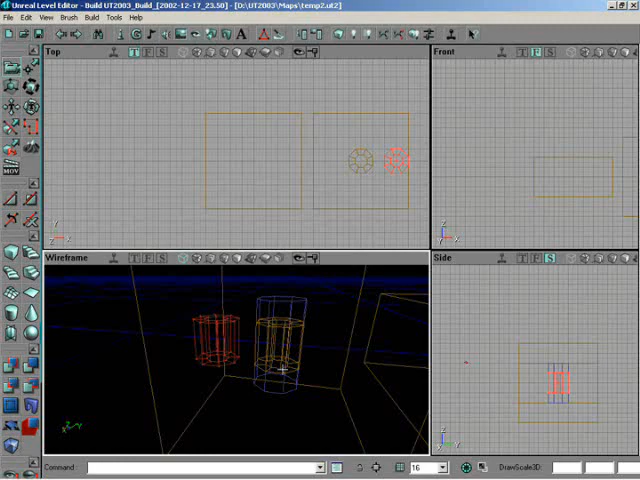 Unreal Level Editor - Build UT2003_Build_[2002-12-17_23.50] - [D:\UT2003\Maps\temp2.ut2]
File Edit View Brush Build Tools Help
Top T F S
Front T F S
MOV
Y X
Z X
Wireframe T F S
Side T F S
X Z Y
Z Y
Command : 16 DrawScale3D: